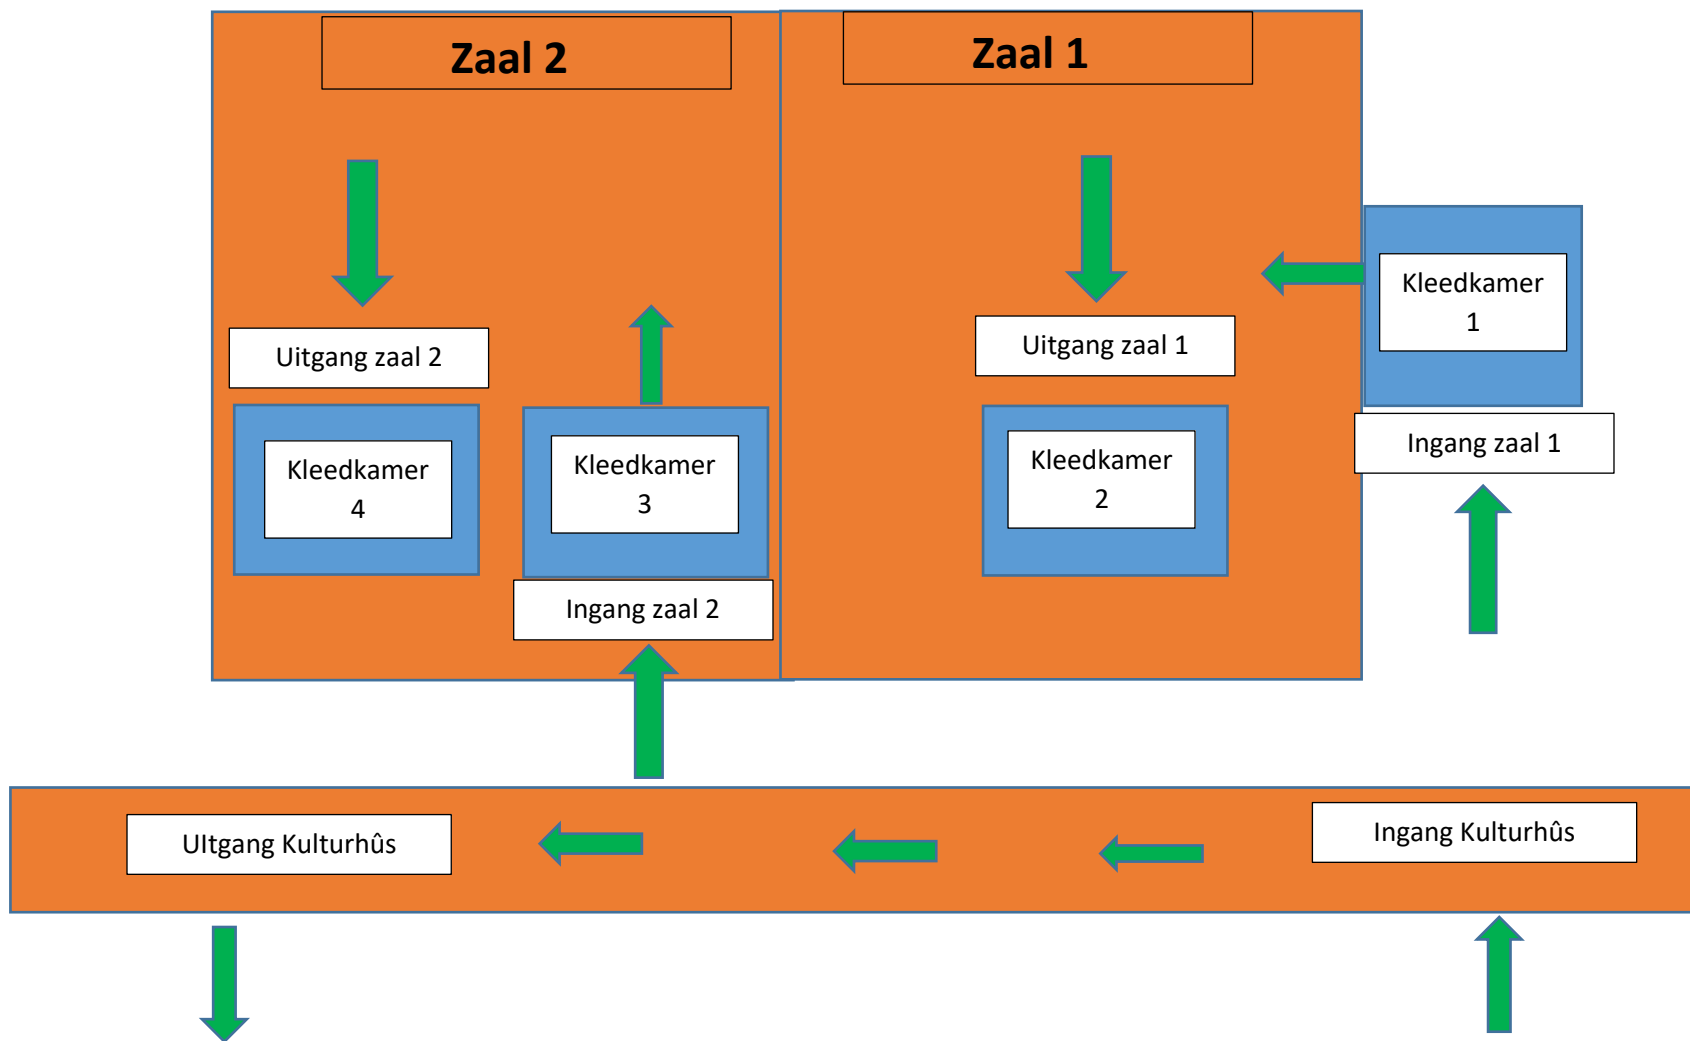 Zaal 2
Zaal 1
Uitgang zaal 2
Uitgang zaal 1
Kleedkamer
1
Kleedkamer
4
Kleedkamer
3
Kleedkamer
2
Ingang zaal 1
Ingang zaal 2
UItgang Kulturhûs
Ingang Kulturhûs